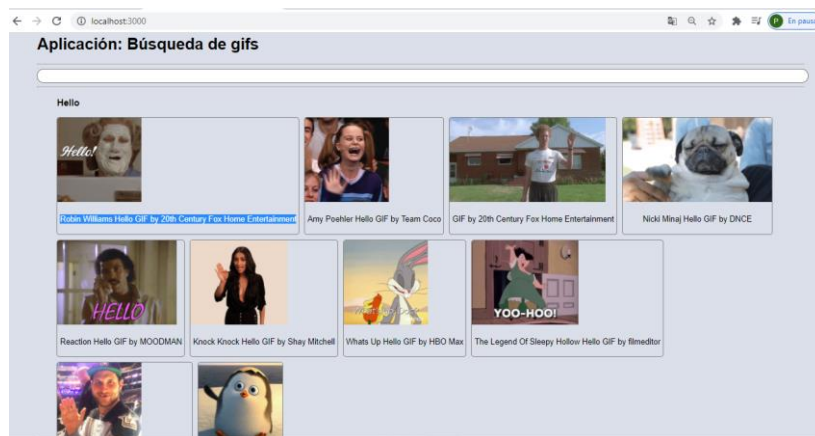 localhost:3000
P En paus
Aplicación: Búsqueda de gifs
Hello
Hello!
Robin Williams Hello GIF by 20th Century Fox Home Entertainment
Amy Poehler Hello GIF by Team Coco
GIF by 20th Century Fox Home Entertainment
Nicki Minaj Hello GIF by DNCE
HELLO
YOO-HOO!
Reaction Hello GIF by MOODMAN
Knock Knock Hello GIF by Shay Mitchell
Whats Up Hello GIF by HBO Max
The Legend Of Sleepy Hollow Hello GIF by filmeditor